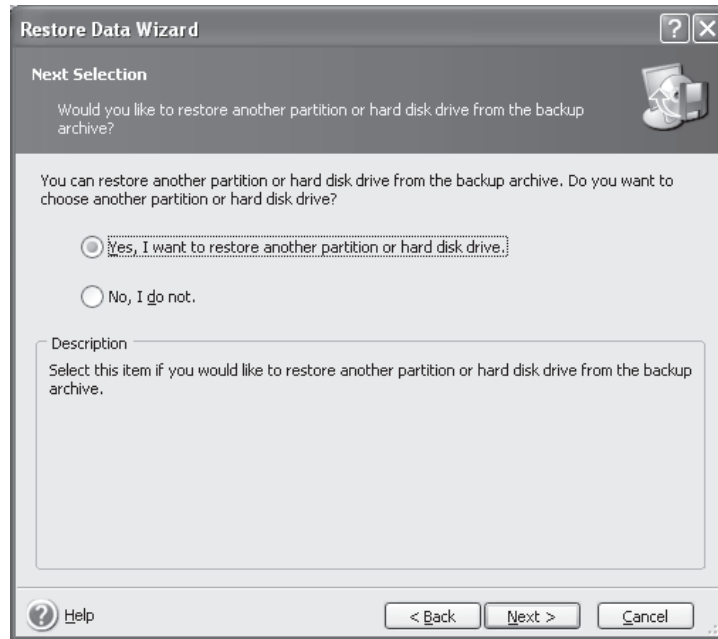 Restore Data Wizard
Next Selection
Would you like to restore another partition or hard disk drive from the backup
archive?
You can restore another partition or hard disk drive from the backup archive. Do you want to
choose another partition or hard disk drive?
Yes, I want to restore another partition or hard disk drive.
No, I do not.
Description
Select this item if you would like to restore another partition or hard disk drive from the backup
archive.
Help
< Back
Next >
Cancel